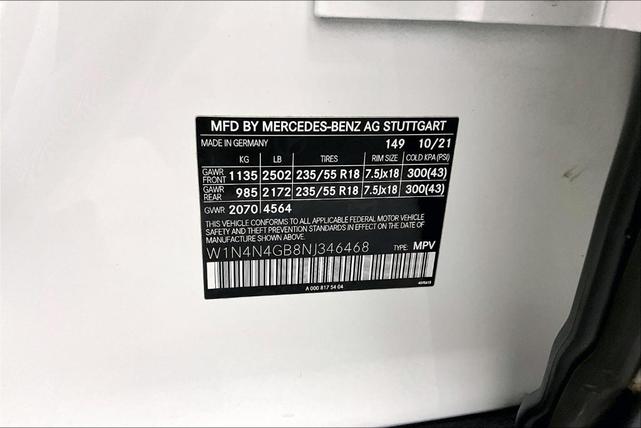 MFD BY MERCEDES-BENZ AG STUTTGART
MADE IN GERMANY 149 10/21
KG LB TIRES RIM SIZE COLD KPA (PSI)
GAWR FRONT 1135 2502 235/55 R18 7.5Jx18 300(43)
GAWR REAR 985 2172 235/55 R18 7.5Jx18 300(43)
GVWR 2070 4564
THIS VEHICLE CONFORMS TO ALL APPLICABLE FEDERAL MOTOR VEHICLE
SAFETY AND THEFT PREVENTION STANDARDS IN EFFECT ON THE DATE
OF MANUFACTURE.
W1N4N4GB8NJ346468 TYPE: MPV
A 000 817 54 04